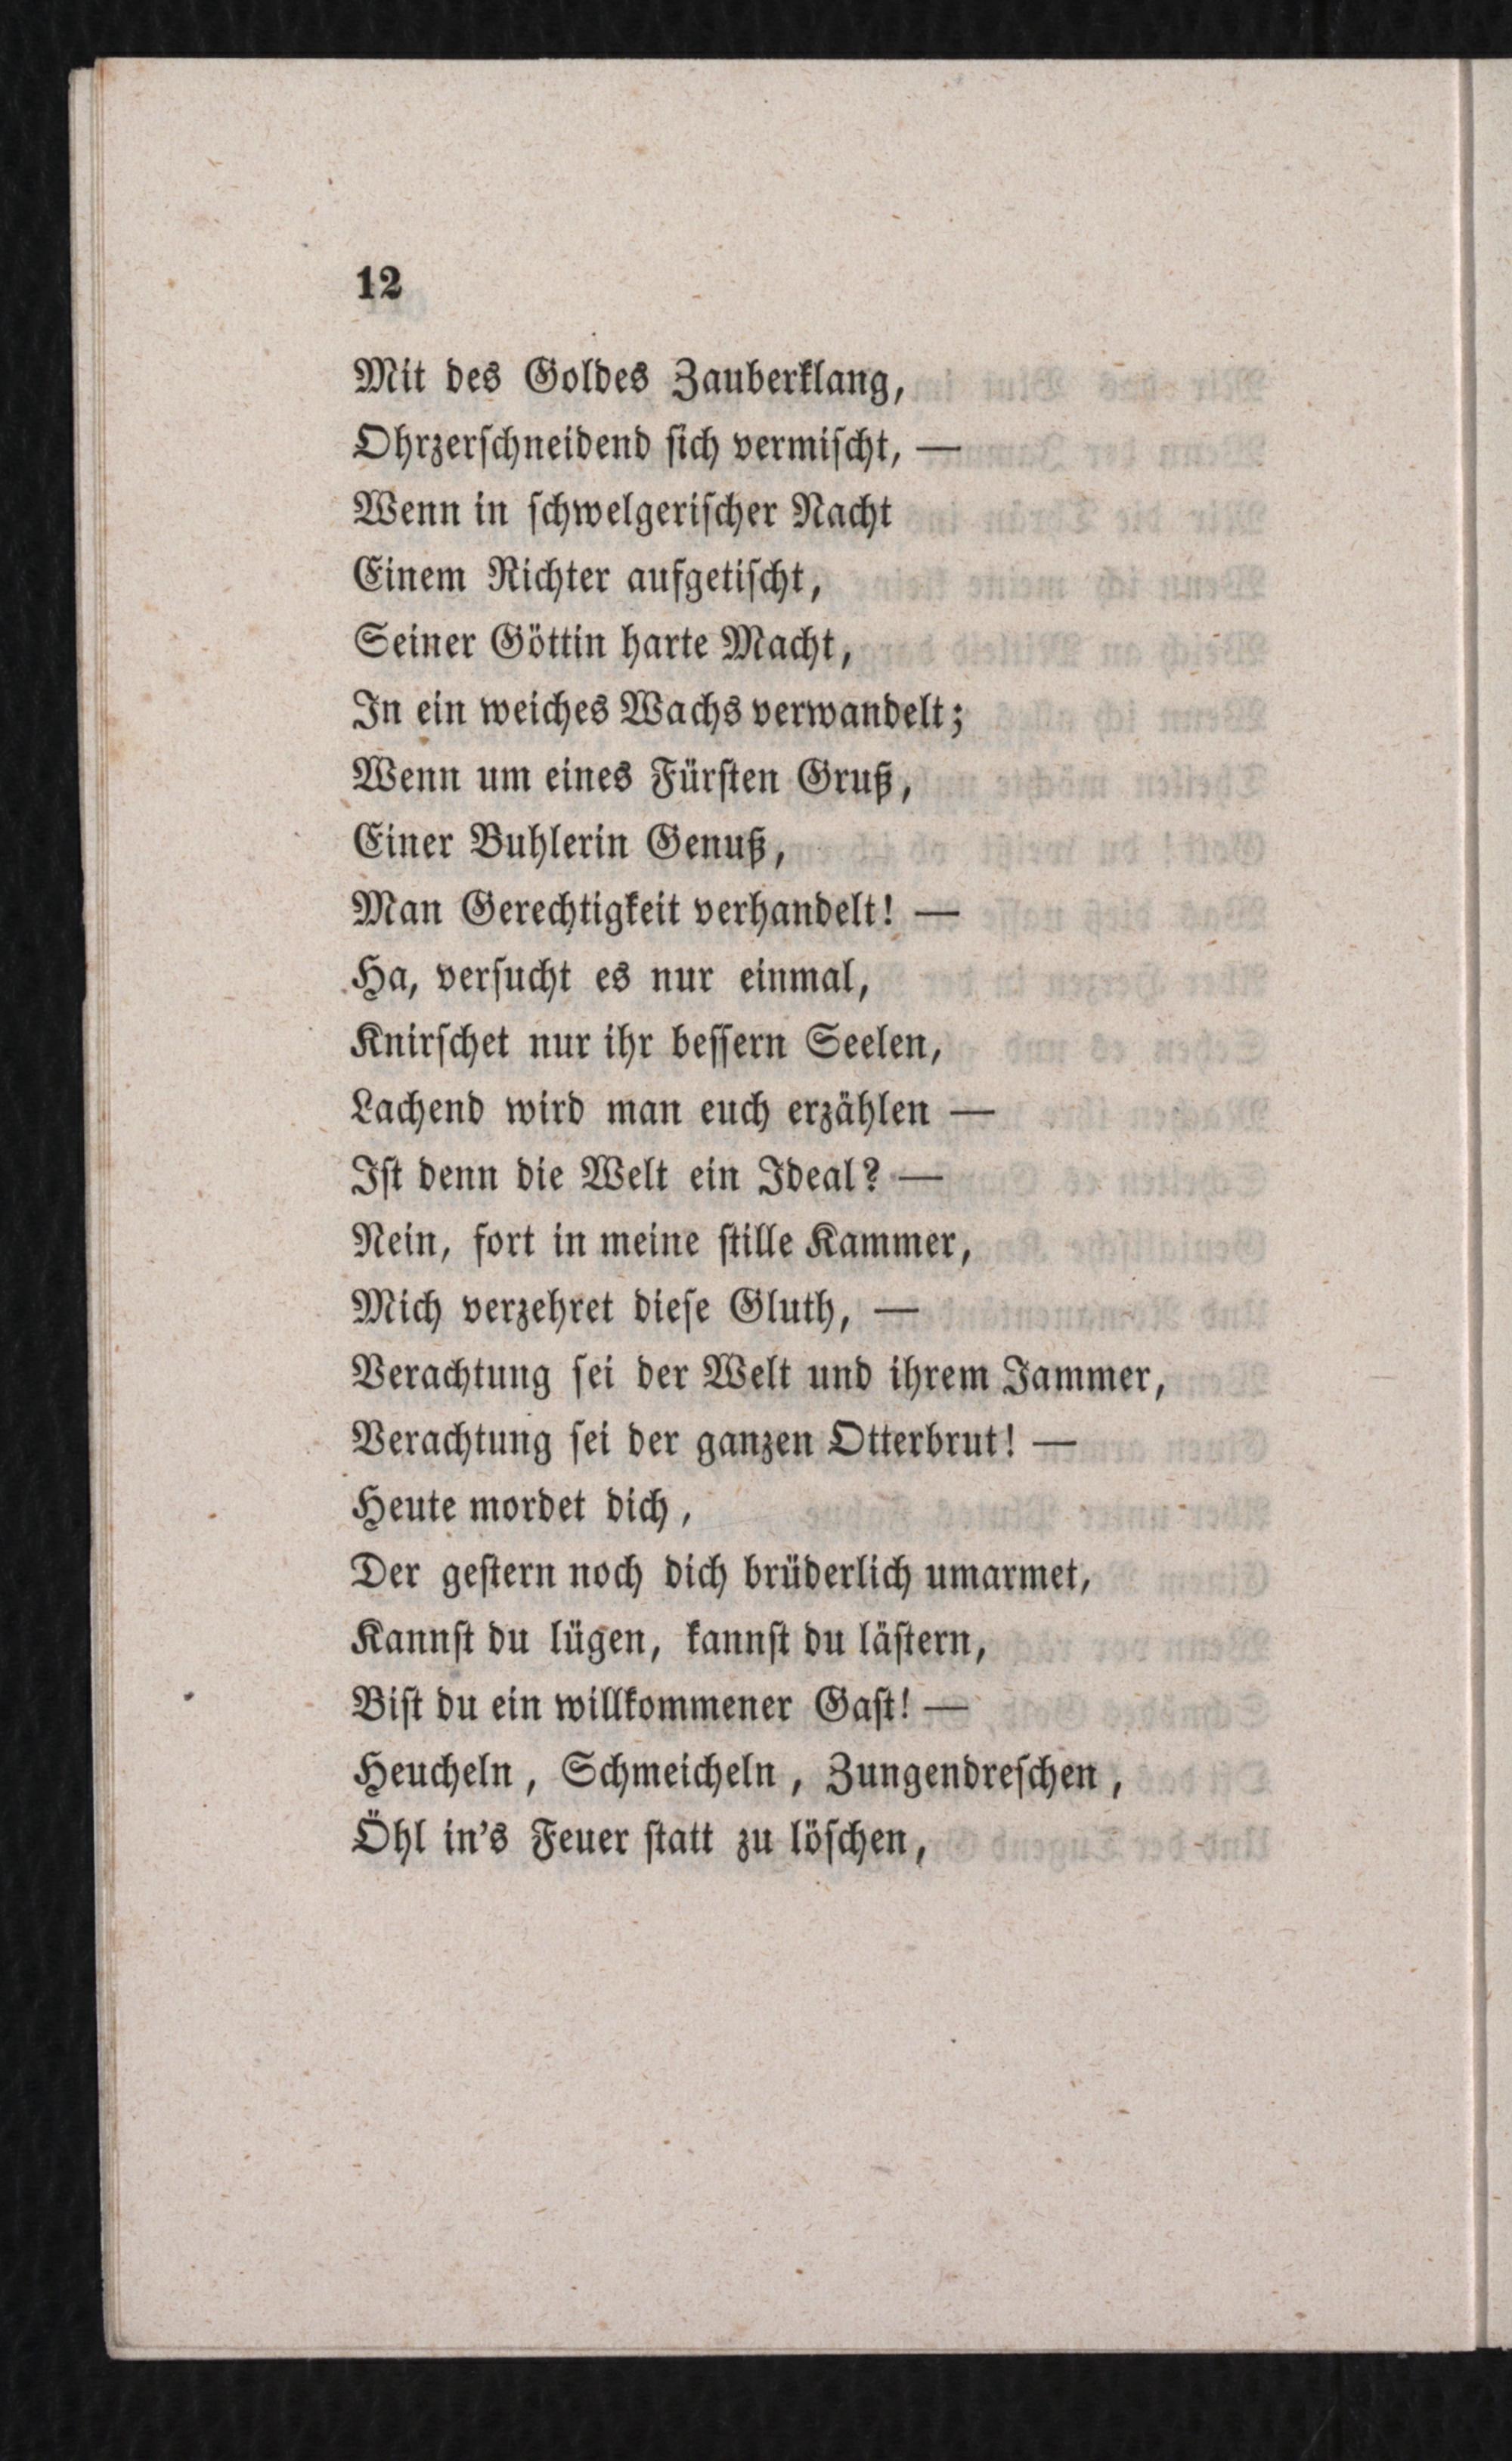 12
Mit des Goldes Zauberklang,
Ohrzerschneidend sich vermischt, —
Wenn in schwelgerischer Nacht
Einem Richter aufgetischt,
Seiner Göttin harte Macht,
In ein weiches Wachs verwandelt;
Wenn um eines Fürsten Gruß,
Einer Buhlerin Genuß,
Man Gerechtigkeit verhandelt! —
Ha, versucht es nur einmal,
Knirschet nur ihr bessern Seelen,
Lachend wird man euch erzählen —
Ist denn die Welt ein Ideal? —
Nein, fort in meine stille Kammer,
Mich verzehret diese Gluth, —
Verachtung sei der Welt und ihrem Jammer,
Verachtung sei der ganzen Otterbrut! —
Heute mordet dich,
Der gestern noch dich brüderlich umarmet,
Kannst du lügen, kannst du lästern,
Bist du ein willkommener Gast! —
Heucheln, Schmeicheln, Zungendreschen,
Öhl in's Feuer statt zu löschen,